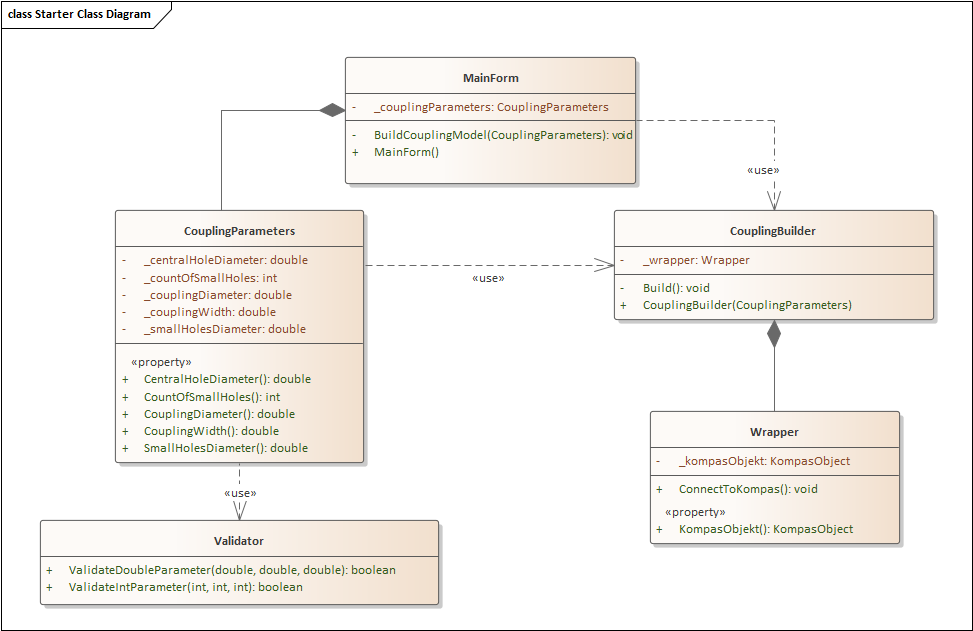 class Starter Class Diagram
MainForm
- _couplingParameters: CouplingParameters
- BuildCouplingModel(CouplingParameters): void
+ MainForm()
«use»
CouplingParameters
- _centralHoleDiameter: double
- _countOfSmallHoles: int
- _couplingDiameter: double
- _couplingWidth: double
- _smallHolesDiameter: double
«property»
+ CentralHoleDiameter(): double
+ CountOfSmallHoles(): int
+ CouplingDiameter(): double
+ CouplingWidth(): double
+ SmallHolesDiameter(): double
«use»
CouplingBuilder
- _wrapper: Wrapper
- Build(): void
+ CouplingBuilder(CouplingParameters)
Wrapper
- _kompasObjekt: KompasObject
+ ConnectToKompas(): void
«property»
+ KompasObjekt(): KompasObject
«use»
Validator
+ ValidateDoubleParameter(double, double, double): boolean
+ ValidateIntParameter(int, int, int): boolean